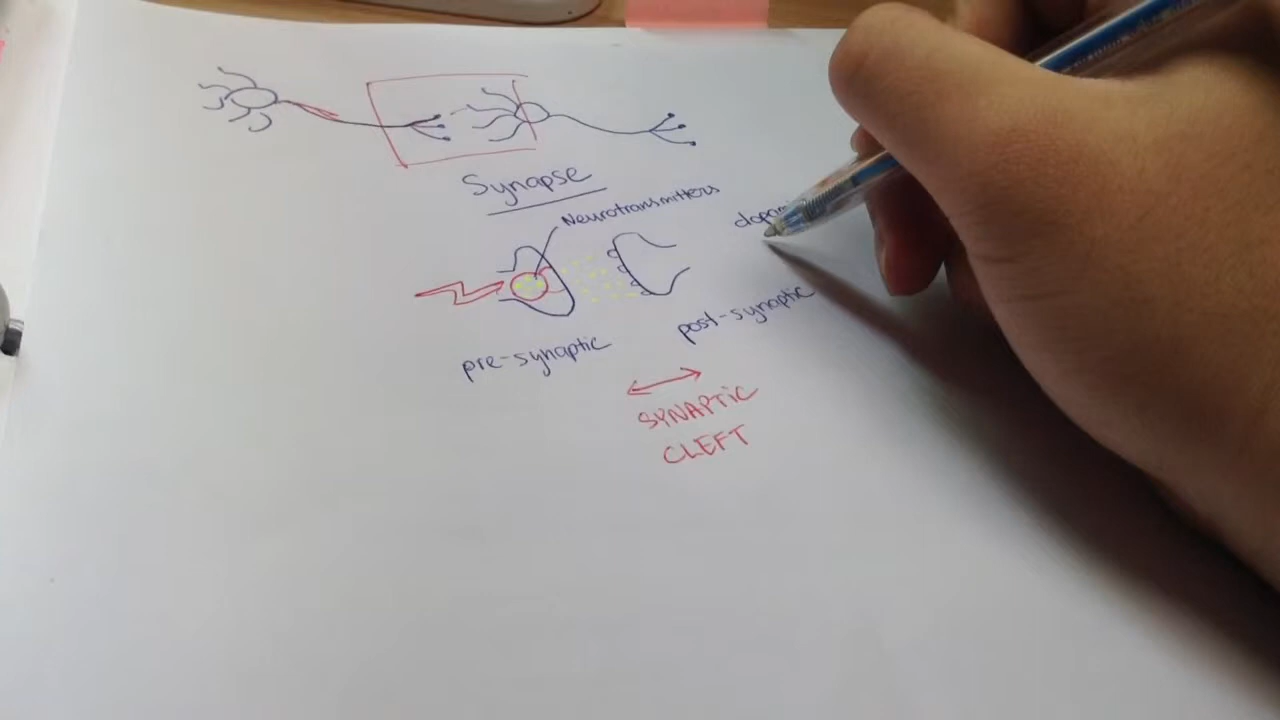 Synapse
Neurotransmitters
pre-synaptic
post-synaptic
SYNAPTIC
CLEFT